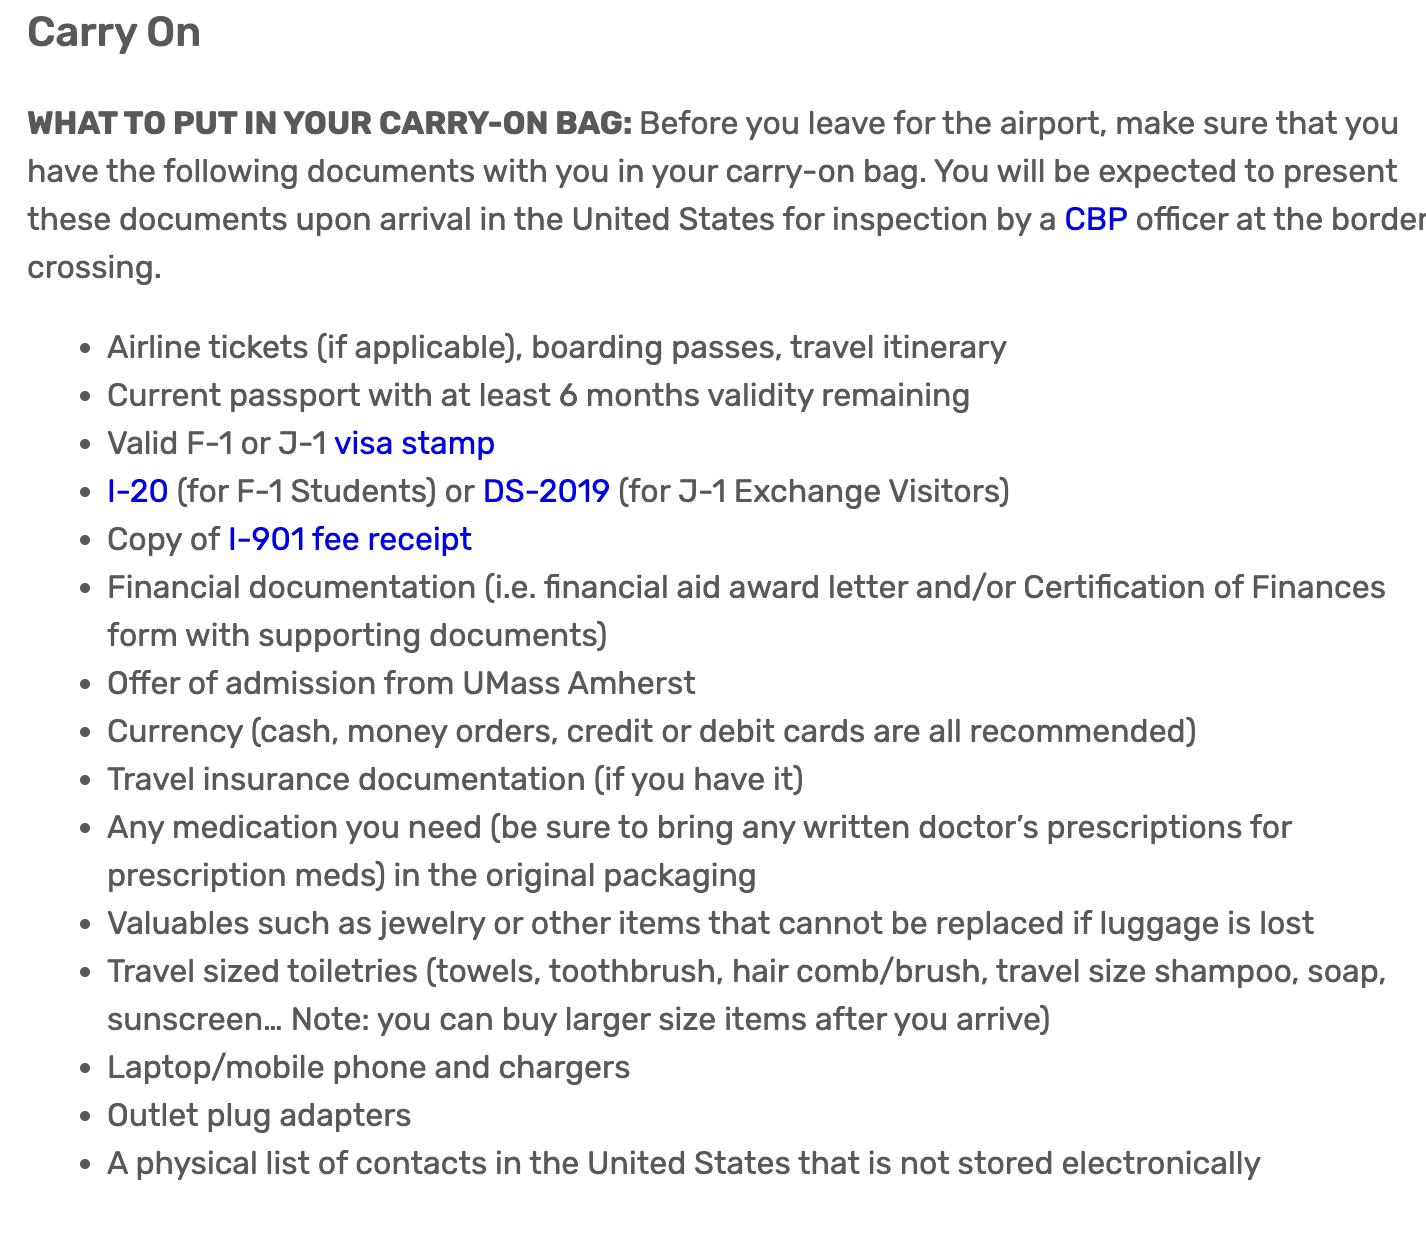 Carry On
WHAT TO PUT IN YOUR CARRY-ON BAG: Before you leave for the airport, make sure that you
have the following documents with you in your carry-on bag. You will be expected to present
these documents upon arrival in the United States for inspection by a CBP officer at the border
crossing.
• Airline tickets (if applicable), boarding passes, travel itinerary
• Current passport with at least 6 months validity remaining
• Valid F-1 or J-1 visa stamp
• I-20 (for F-1 Students) or DS-2019 (for J-1 Exchange Visitors)
• Copy of I-901 fee receipt
• Financial documentation (i.e. financial aid award letter and/or Certification of Finances
form with supporting documents)
• Offer of admission from UMass Amherst
• Currency (cash, money orders, credit or debit cards are all recommended)
• Travel insurance documentation (if you have it)
• Any medication you need (be sure to bring any written doctor’s prescriptions for
prescription meds) in the original packaging
• Valuables such as jewelry or other items that cannot be replaced if luggage is lost
• Travel sized toiletries (towels, toothbrush, hair comb/brush, travel size shampoo, soap,
sunscreen… Note: you can buy larger size items after you arrive)
• Laptop/mobile phone and chargers
• Outlet plug adapters
• A physical list of contacts in the United States that is not stored electronically